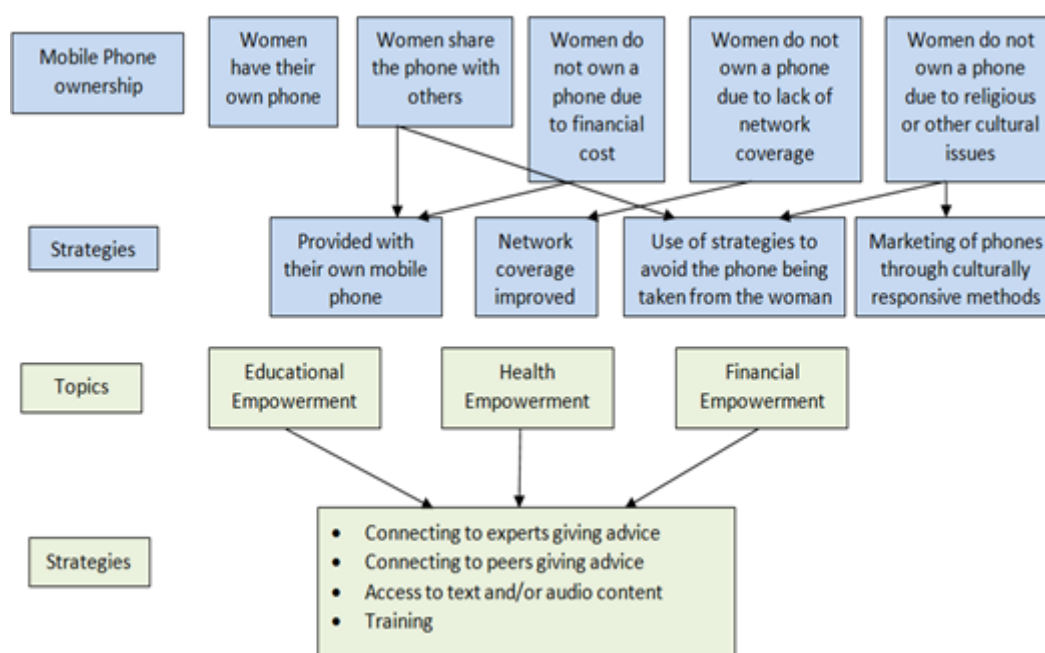 Mobile Phone
ownership
Women
have their
own phone
Women share
the phone with
others
Women do
not own a
phone due
to financial
cost
Women do not
own a phone
due to lack of
network
coverage
Women do not
own a phone
due to religious
or other cultural
issues
Strategies
Provided with
their own mobile
phone
Network
coverage
improved
Use of strategies to
avoid the phone being
taken from the woman
Marketing of phones
through culturally
responsive methods
Topics
Educational
Empowerment
Health
Empowerment
Financial
Empowerment
Strategies
• Connecting to experts giving advice
• Connecting to peers giving advice
• Access to text and/or audio content
• Training